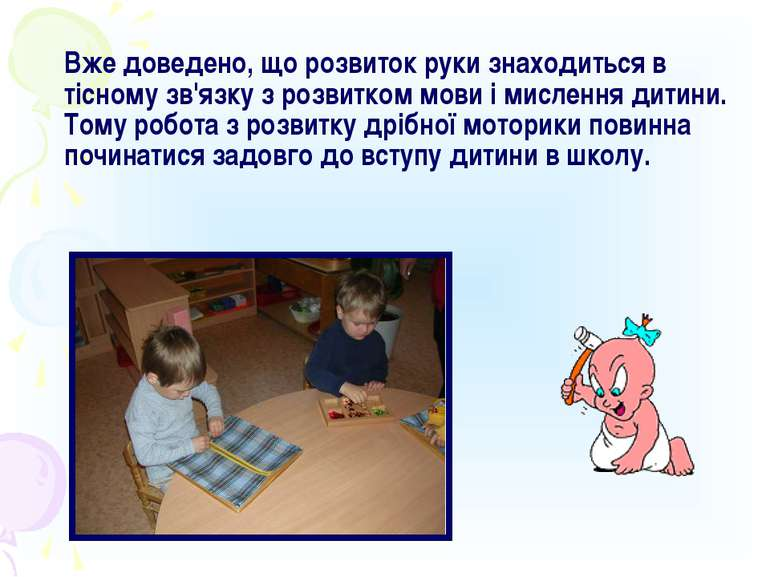 Вже доведено, що розвиток руки знаходиться в
тісному зв'язку з розвитком мови і мислення дитини.
Тому робота з розвитку дрібної моторики повинна
починатися задовго до вступу дитини в школу.